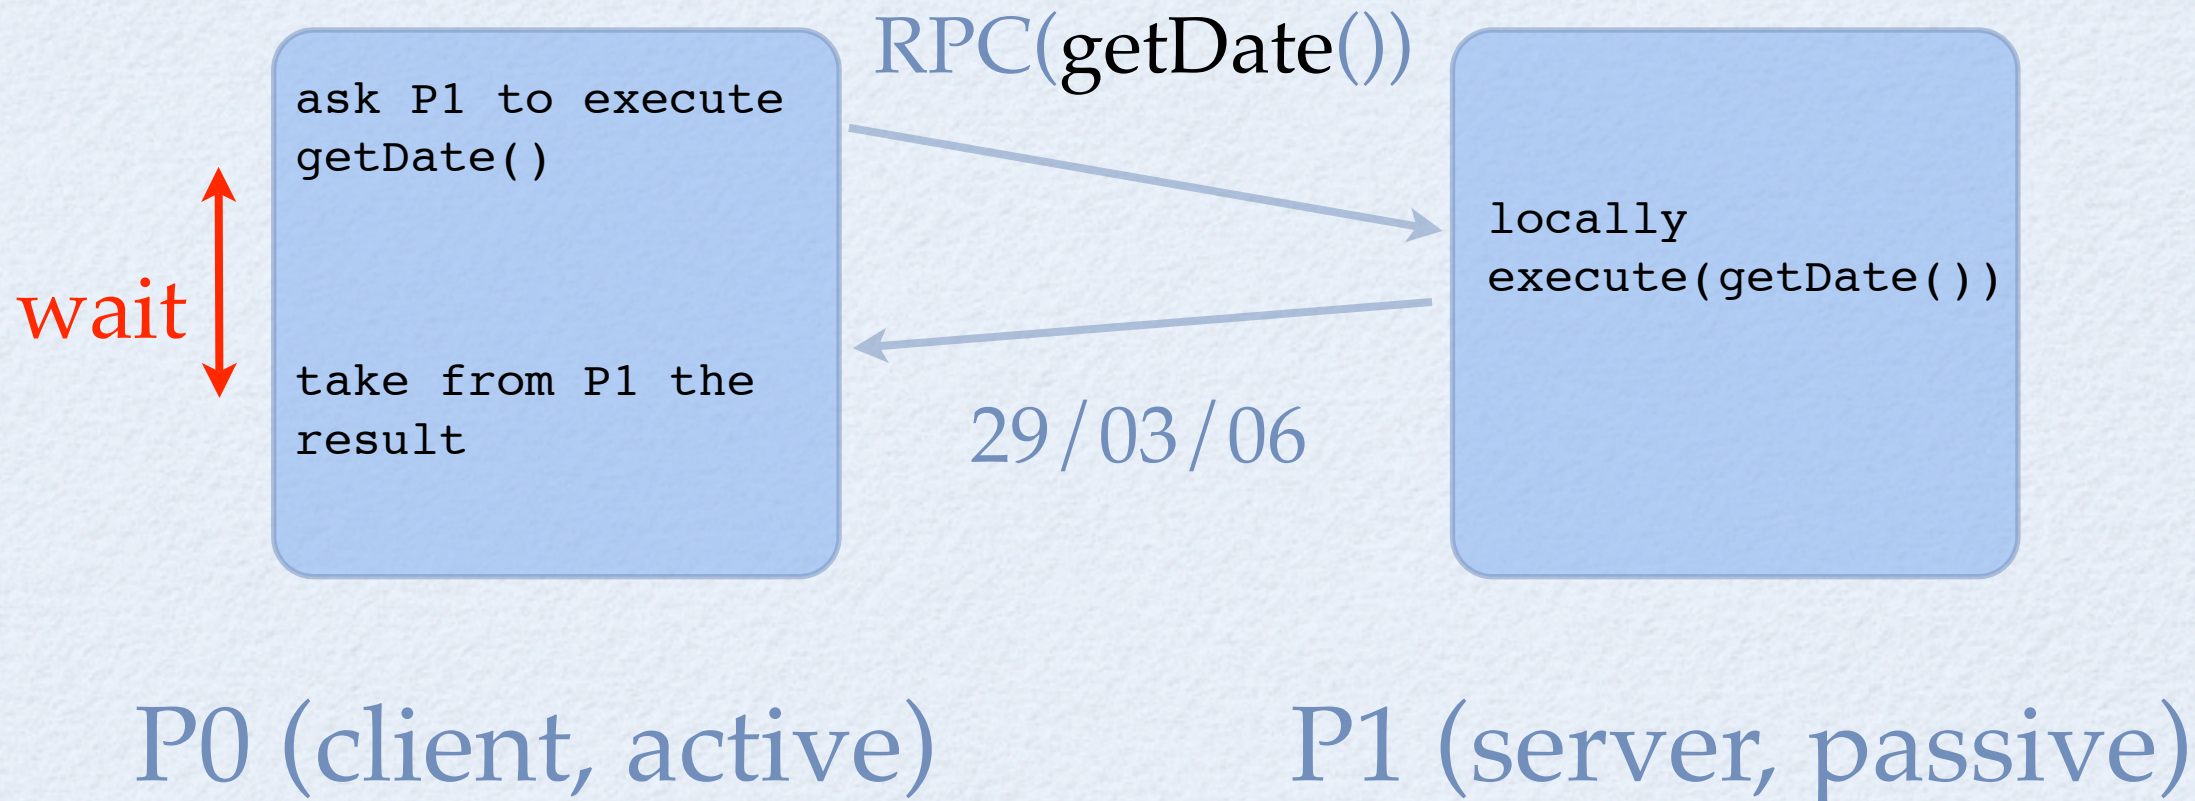 RPC(getDate())
ask P1 to execute
getDate()
locally
execute(getDate())
wait
take from P1 the
result
29/03/06
P0 (client, active)
P1 (server, passive)